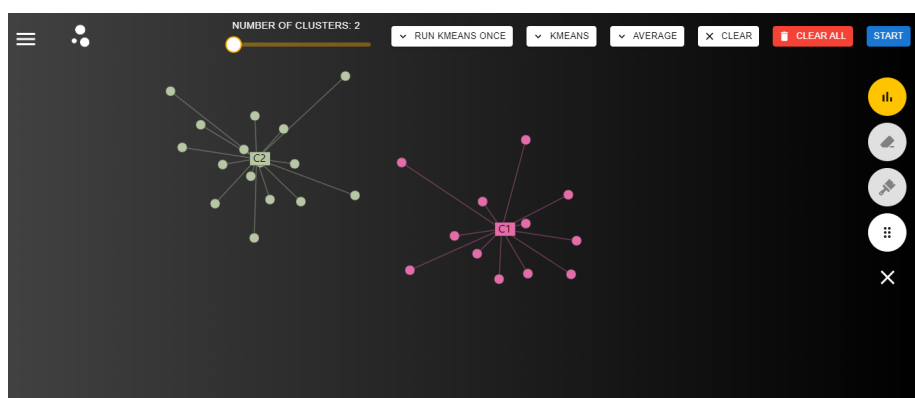 NUMBER OF CLUSTERS: 2
RUN KMEANS ONCE
KMEANS
AVERAGE
CLEAR
CLEAR ALL
START
C2
C1